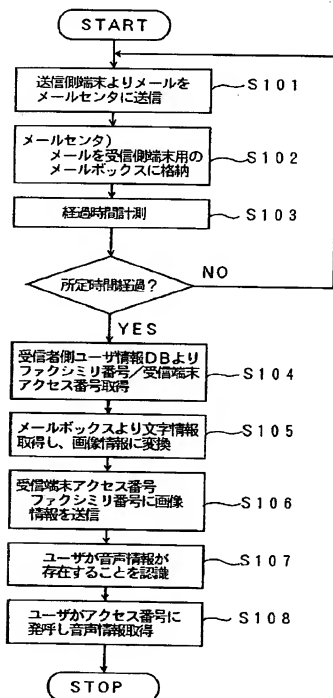 START
送信側端末よりメールを
メールセンタに送信
S101
メールセンタ)
メールを受信側端末用の
メールボックスに格納
S102
経過時間計測
S103
所定時間経過?
NO
YES
受信者側ユーザ情報DBより
ファクシミリ番号/受信端末
アクセス番号取得
S104
メールボックスより文字情報
取得し、画像情報に変換
S105
受信端末アクセス番号
ファクシミリ番号に画像
情報を送信
S106
ユーザが音声情報が
存在することを認識
S107
ユーザがアクセス番号に
発呼し音声情報取得
S108
STOP